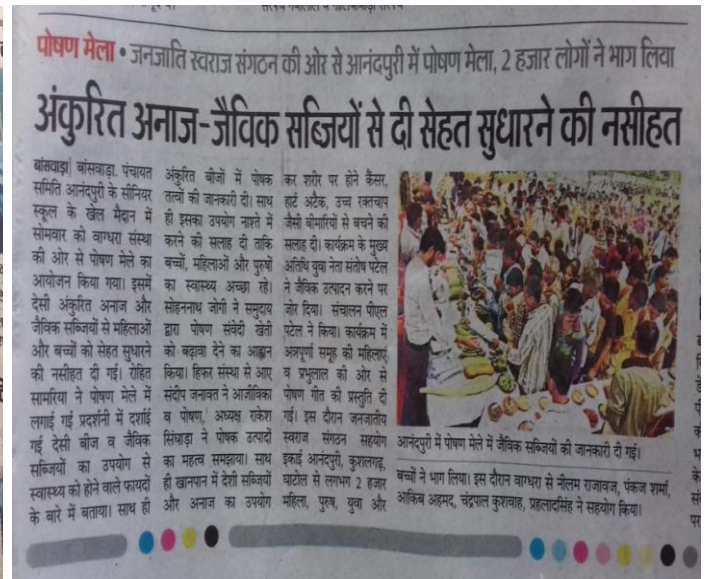 पोषण मेला • जनजाति स्वराज संगठन की ओर से आनंदपुरी में पोषण मेला, 2 हजार लोगों ने भाग लिया
अंकुरित अनाज-जैविक सब्जियों से दी सेहत सुधारने की नसीहत
बांसवाड़ा| बांसवाड़ा. पंचायत
समिति आनंदपुरी के सीनियर
स्कूल के खेल मैदान में
सोमवार को वाग्धरा संस्था
की ओर से पोषण मेले का
आयोजन किया गया। इसमें
देसी अंकुरित अनाज और
जैविक सब्जियों से महिलाओं
और बच्चों को सेहत सुधारने
की नसीहत दी गई। रोहित
सामरिया ने पोषण मेले में
लगाई गई प्रदर्शनी में दर्शाई
गई देसी बीज व जैविक
सब्जियों का उपयोग से
स्वास्थ्य को होने वाले फायदों
के बारे में बताया। साथ ही
अंकुरित बीजों में पोषक
तत्वों की जानकारी दी। साथ
ही इसका उपयोग नाश्ते में
करने की सलाह दी ताकि
बच्चों, महिलाओं और पुरुषों
का स्वास्थ्य अच्छा रहे।
सोहननाथ जोगी ने समुदाय
द्वारा पोषण संवेदी खेती
को बढ़ावा देने का आह्वान
किया। हिफर संस्था से आए
संदीप जनावत ने आजीविका
व पोषण, अध्यक्ष राकेश
सिंघाड़ा ने पोषक उत्पादों
का महत्व समझाया। साथ
ही खानपान में देशी सब्जियों
और अनाज का उपयोग
कर शरीर पर होने कैंसर,
हार्ट अटैक, उच्च रक्तचाप
जैसी बीमारियों से बचने की
सलाह दी। कार्यक्रम के मुख्य
अतिथि युवा नेता संतोष पटेल
ने जैविक उत्पादन करने पर
जोर दिया। संचालन पीएल
पटेल ने किया। कार्यक्रम में
अन्नपूर्णा समूह की महिलाएं
व प्रभुलाल की ओर से
पोषण गीत की प्रस्तुति दी
गई। इस दौरान जनजातीय
स्वराज संगठन सहयोग
इकाई आनंदपुरी, कुशालगढ़,
घाटोल से लगभग 2 हजार
महिला, पुरुष, युवा और
आनंदपुरी में पोषण मेले में जैविक सब्जियों की जानकारी दी गई।
बच्चों ने भाग लिया। इस दौरान वाग्धरा से नीलम राजावज, पंकज शर्मा,
आकिब अहमद, चंद्रपाल कुशवाह, प्रहलादसिंह ने सहयोग किया।